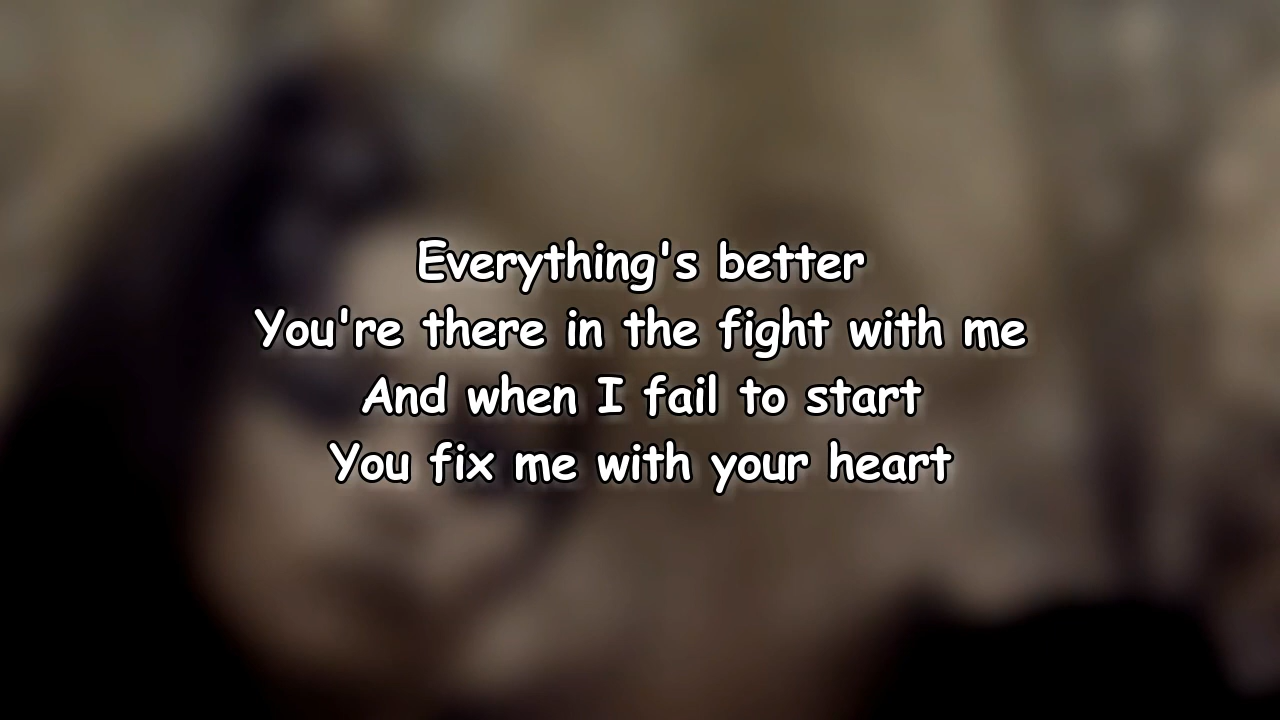 Everything's better
You're there in the fight with me
And when I fail to start
You fix me with your heart